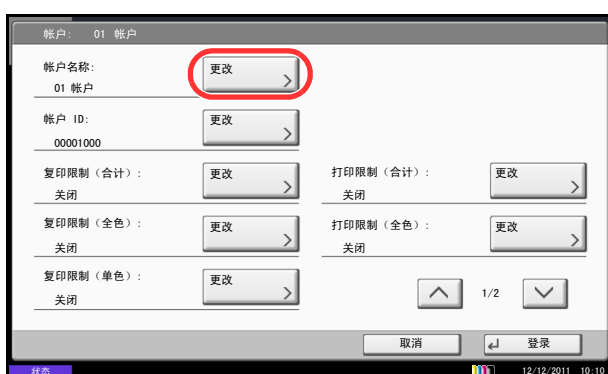 帐户: 01 帐户
帐户名称:
01 帐户
更改
帐户 ID:
00001000
更改
复印限制（合计）:
关闭
更改
打印限制（合计）:
关闭
更改
复印限制（全色）:
关闭
更改
打印限制（全色）:
关闭
更改
复印限制（单色）:
关闭
更改
1/2
取消
登录
状态
12/12/2011 10:10